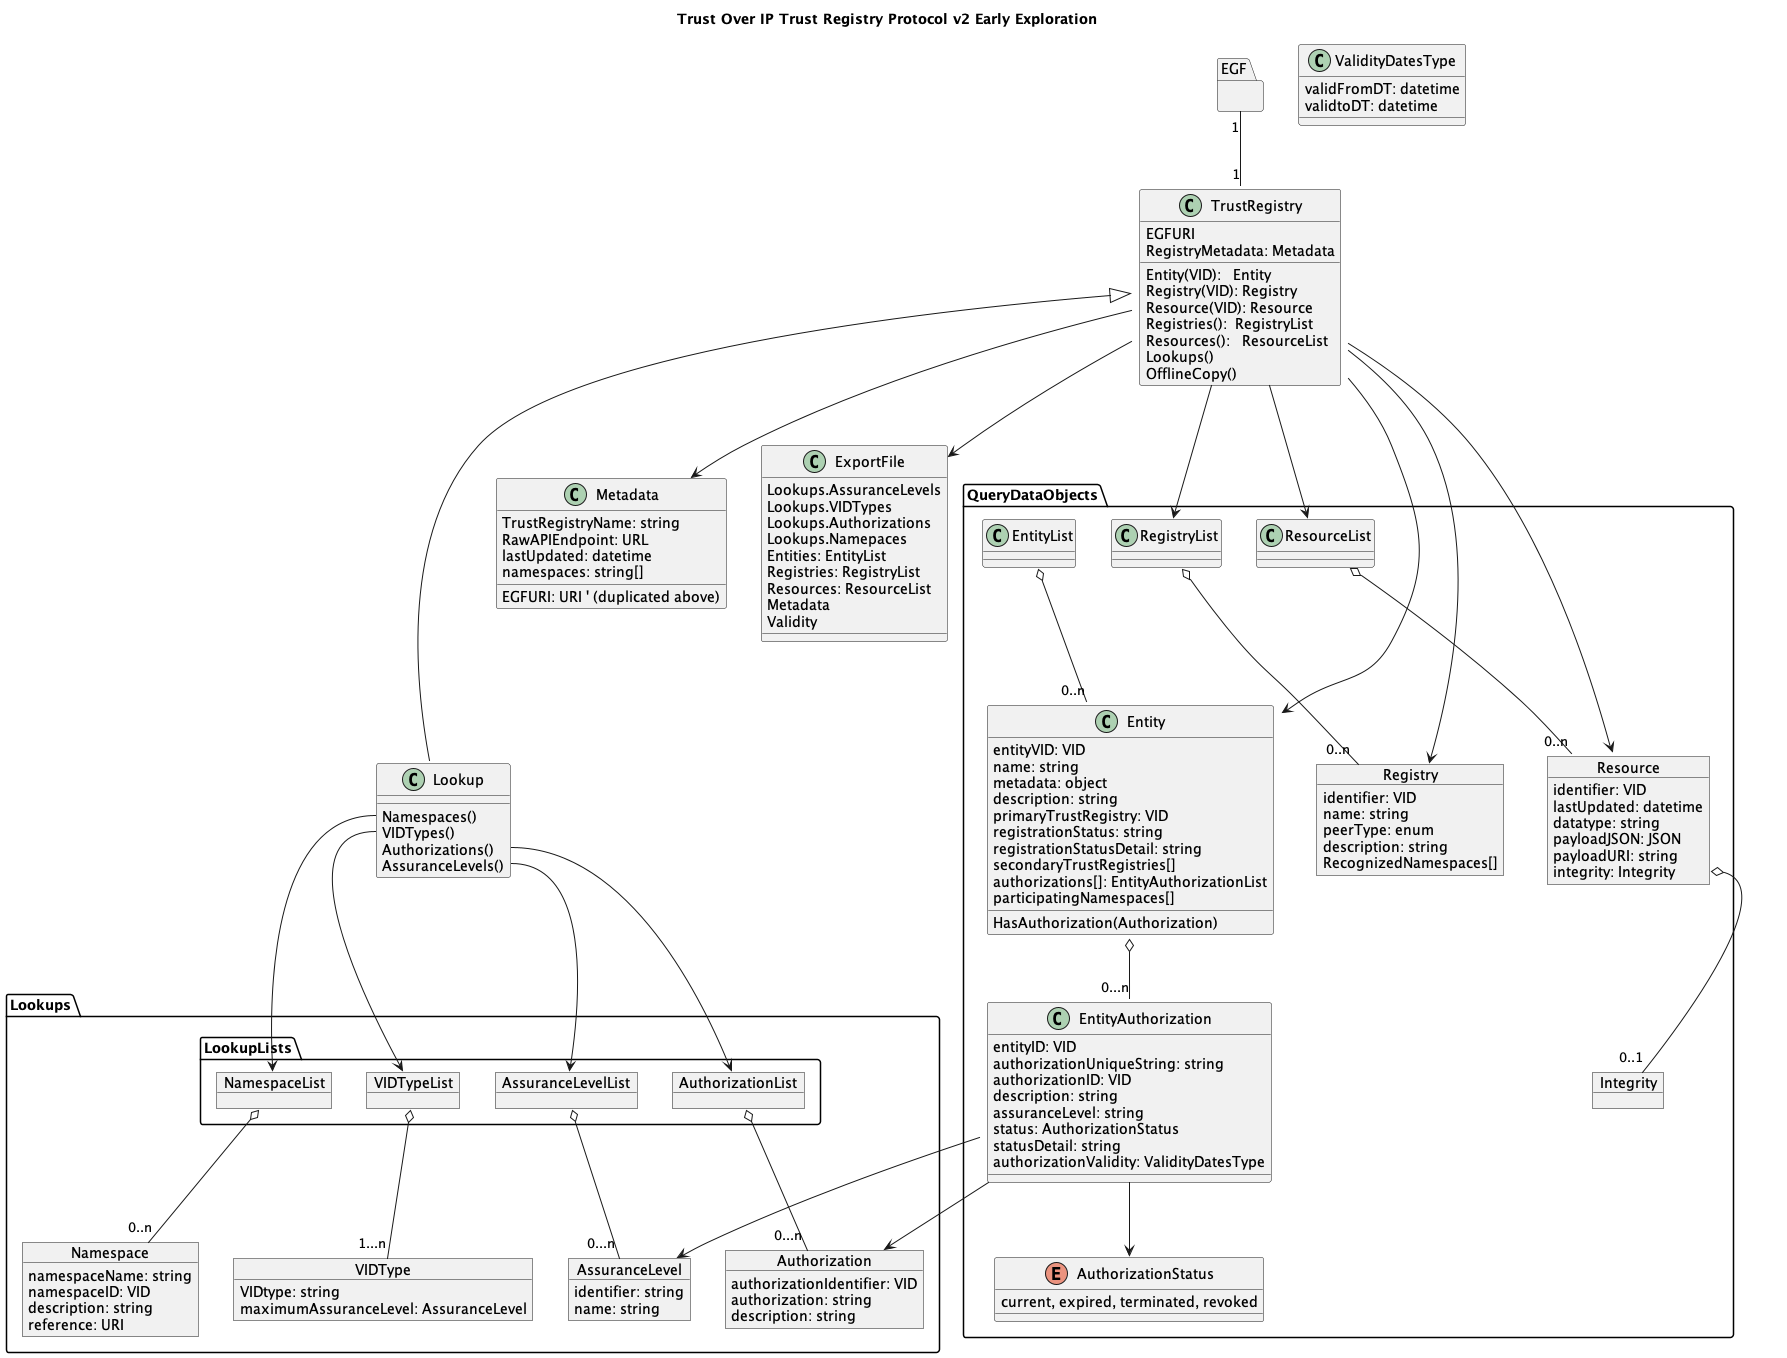 Trust Over IP Trust Registry Protocol v2 Early Exploration
EGF
C ValidityDatesType
validFromDT: datetime
validtoDT: datetime
1
1
C TrustRegistry
EGFURI
RegistryMetadata: Metadata
Entity(VID): Entity
Registry(VID): Registry
Resource(VID): Resource
Registries(): RegistryList
Resources(): ResourceList
Lookups()
OfflineCopy()
C Metadata
TrustRegistryName: string
RawAPIEndpoint: URL
lastUpdated: datetime
namespaces: string[]
EGFURI: URI ' (duplicated above)
C ExportFile
Lookups.AssuranceLevels
Lookups.VIDTypes
Lookups.Authorizations
Lookups.Namepaces
Entities: EntityList
Registries: RegistryList
Resources: ResourceList
Metadata
Validity
QueryDataObjects
C EntityList
C RegistryList
C ResourceList
0..n
0..n
0..n
C Entity
entityVID: VID
name: string
metadata: object
description: string
primaryTrustRegistry: VID
registrationStatus: string
registrationStatusDetail: string
secondaryTrustRegistries[]
authorizations[]: EntityAuthorizationList
participatingNamespaces[]
HasAuthorization(Authorization)
Registry
identifier: VID
name: string
peerType: enum
description: string
RecognizedNamespaces[]
Resource
identifier: VID
lastUpdated: datetime
datatype: string
payloadJSON: JSON
payloadURI: string
integrity: Integrity
C Lookup
Namespaces()
VIDTypes()
Authorizations()
AssuranceLevels()
0...n
C EntityAuthorization
entityID: VID
authorizationUniqueString: string
authorizationID: VID
description: string
assuranceLevel: string
status: AuthorizationStatus
statusDetail: string
authorizationValidity: ValidityDatesType
0..1
Integrity
Lookups
LookupLists
NamespaceList
VIDTypeList
AssuranceLevelList
AuthorizationList
0..n
1...n
0...n
0...n
Namespace
namespaceName: string
namespaceID: VID
description: string
reference: URI
VIDType
VIDtype: string
maximumAssuranceLevel: AssuranceLevel
AssuranceLevel
identifier: string
name: string
Authorization
authorizationIdentifier: VID
authorization: string
description: string
E AuthorizationStatus
current, expired, terminated, revoked